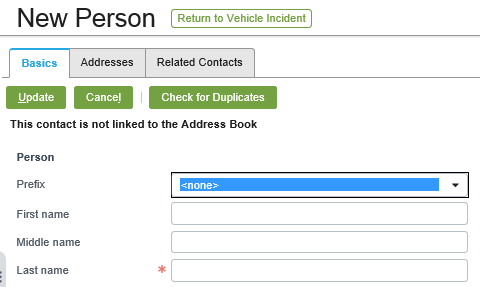 New Person Return to Vehicle Incident
Basics Addresses Related Contacts
Update Cancel Check for Duplicates
This contact is not linked to the Address Book
Person
Prefix <none>
First name
Middle name
Last name *